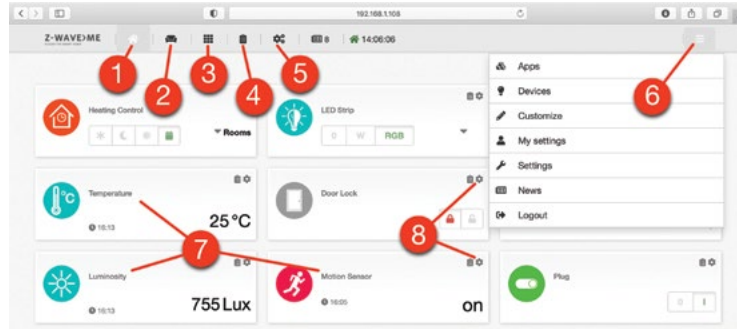 192.168.1.108
Z-WAVE>ME
8
14:06:06
1
2
3
4
5
6
Apps
Devices
Customize
My settings
Settings
News
Logout
Heating Control
Rooms
LED Strip
0 W RGB
Temperature
16:13
25 °C
Door Lock
7
8
Luminosity
16:13
755 Lux
Motion Sensor
16:05
on
Plug
0 I